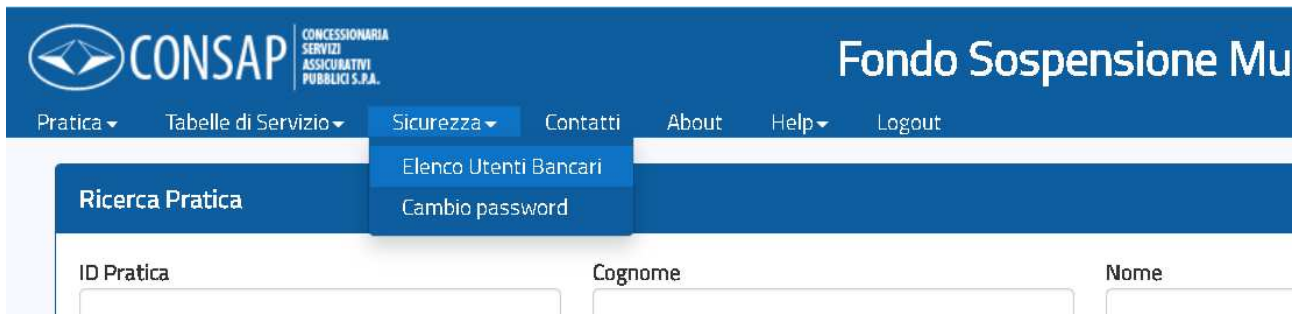 CONSAP
CONCESSIONARIA
SERVIZI
ASSICURATIVI
PUBBLICI S.P.A.
Fondo Sospensione Mu
Pratica Tabelle di Servizio Sicurezza Contatti About Help Logout
Elenco Utenti Bancari
Cambio password
Ricerca Pratica
ID Pratica Cognome Nome